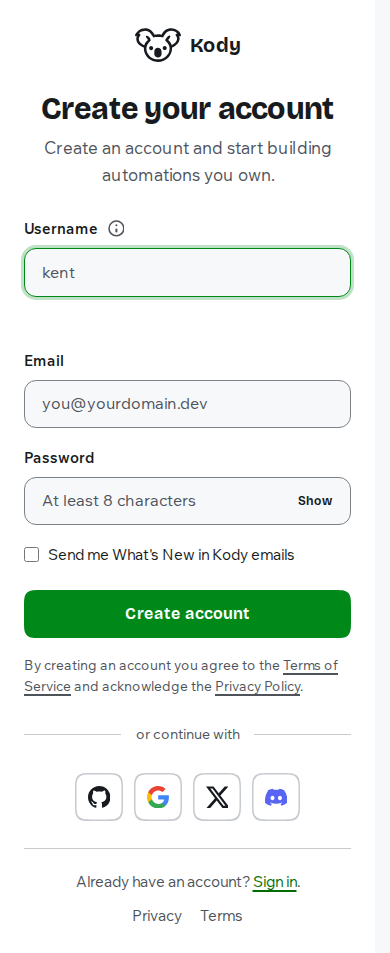 Kody
Create your account
Create an account and start building
automations you own.
Username
kent
Email
you@yourdomain.dev
Password
At least 8 characters
Show
Send me What's New in Kody emails
Create account
By creating an account you agree to the Terms of
Service and acknowledge the Privacy Policy.
or continue with
Already have an account? Sign in.
Privacy Terms